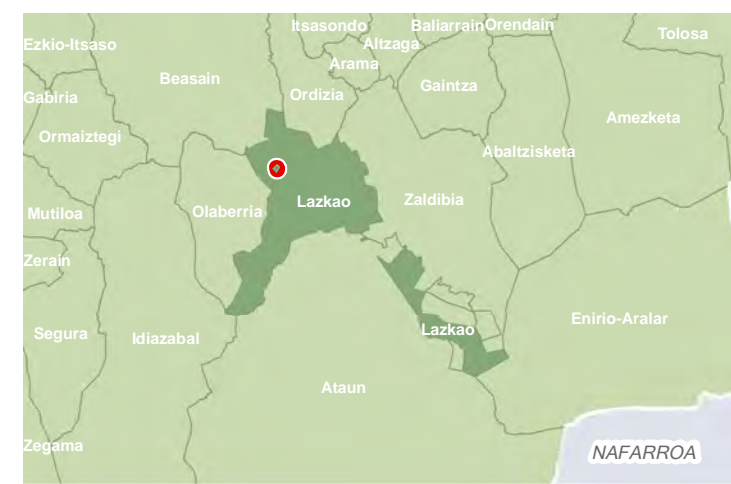 Itsasondo
Baliarrain
Orendain
Tolosa
Ezkio-Itsaso
Altzaga
Arama
Beasain
Gaintza
Gabiria
Ordizia
Amezketa
Ormaiztegi
Abaltzisketa
Lazkao
Zaldibia
Mutiloa
Olaberria
Zerain
Enirio-Aralar
Segura
Idiazabal
Lazkao
Ataun
Zegama
NAFARROA